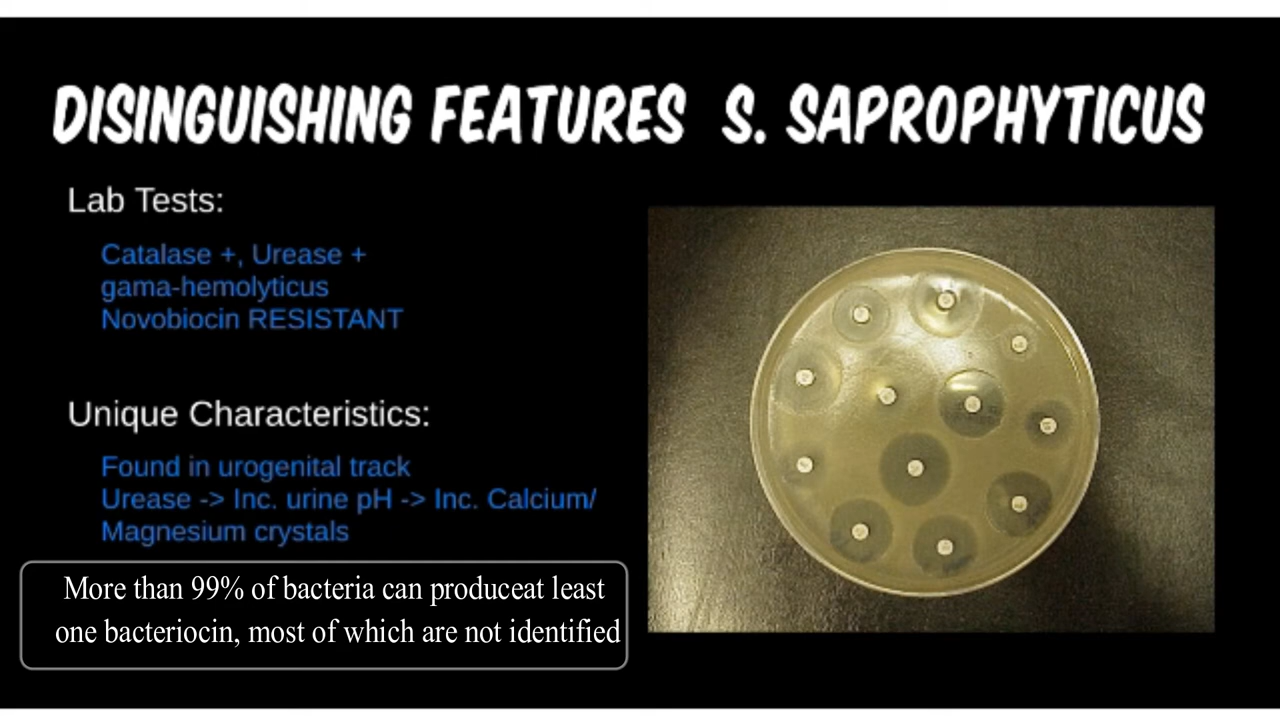 DISINGUISHING FEATURES S. SAPROPHYTICUS
Lab Tests:
Catalase +, Urease +
gama-hemolyticus
Novobiocin RESISTANT
Unique Characteristics:
Found in urogenital track
Urease -> Inc. urine pH -> Inc. Calcium/
Magnesium crystals
More than 99% of bacteria can produceat least
one bacteriocin, most of which are not identified